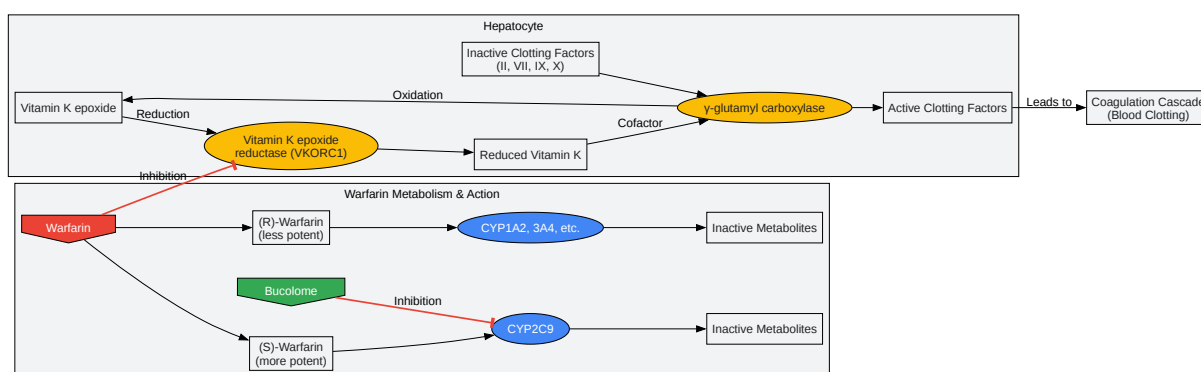 Hepatocyte
Inactive Clotting Factors
(II, VII, IX, X)
Vitamin K epoxide
Oxidation
γ-glutamyl carboxylase
Active Clotting Factors
Leads to
Coagulation Cascade
(Blood Clotting)
Reduction
Cofactor
Vitamin K epoxide
reductase (VKORC1)
Reduced Vitamin K
Inhibition
Warfarin Metabolism & Action
Warfarin
(R)-Warfarin
(less potent)
CYP1A2, 3A4, etc.
Inactive Metabolites
Bucolome
Inhibition
CYP2C9
Inactive Metabolites
(S)-Warfarin
(more potent)